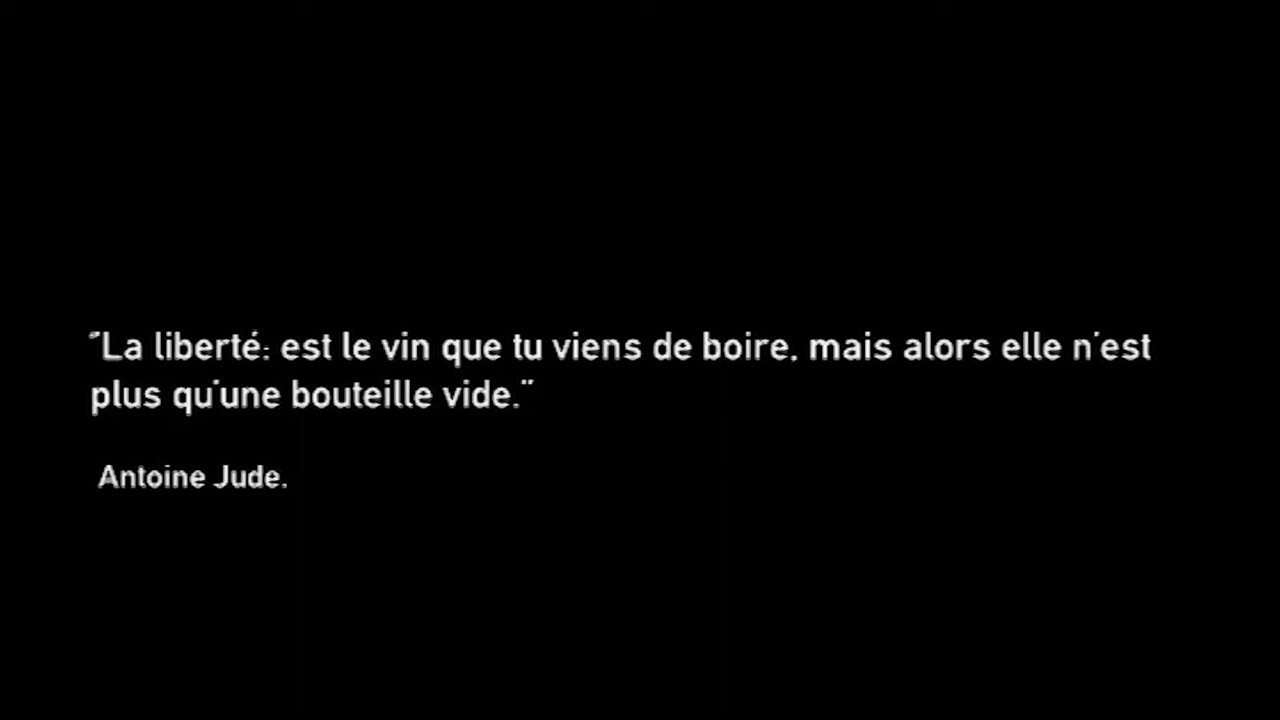 "La liberté: est le vin que tu viens de boire, mais alors elle n'est
plus qu'une bouteille vide."
Antoine Jude.